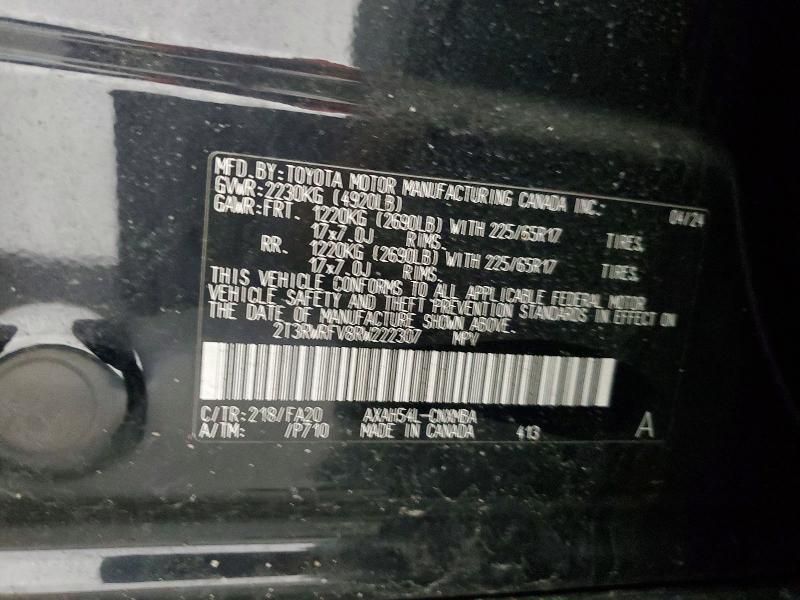 MFD. BY: TOYOTA MOTOR MANUFACTURING CANADA INC. 04/24
GVWR: 2230KG (4920LB)
GAWR: FRT. 1220KG (2690LB) WITH 225/65R17 TIRES,
17x7.0J RIMS.
RR. 1220KG (2690LB) WITH 225/65R17 TIRES,
17x7.0J RIMS.
THIS VEHICLE CONFORMS TO ALL APPLICABLE FEDERAL MOTOR
VEHICLE SAFETY AND THEFT PREVENTION STANDARDS IN EFFECT ON
THE DATE OF MANUFACTURE SHOWN ABOVE.
2T3RWRFV8RW222307 MPV
C/TR: 218/FA20 AXAH54L-CNXMBA
A/TM: /P710 MADE IN CANADA 413 A